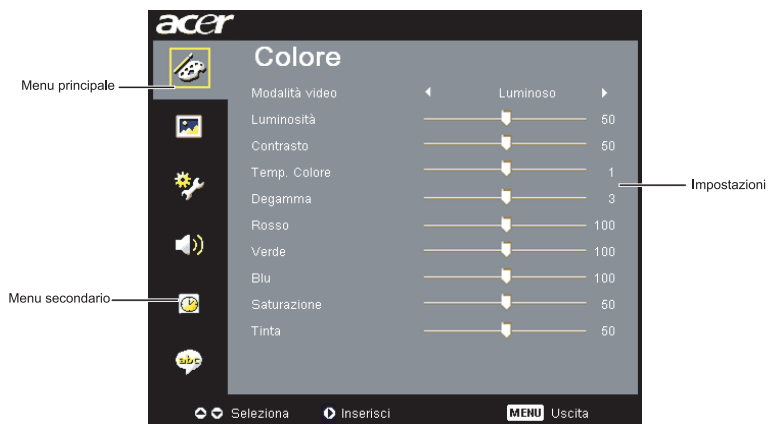 acer
Colore
Menu principale
Modalità video Luminoso
Luminosità 50
Contrasto 50
Temp. Colore 1
Impostazioni
Degamma 3
Rosso 100
Verde 100
Blu 100
Menu secondario
Saturazione 50
Tinta 50
abc
Seleziona Inserisci MENU Uscita